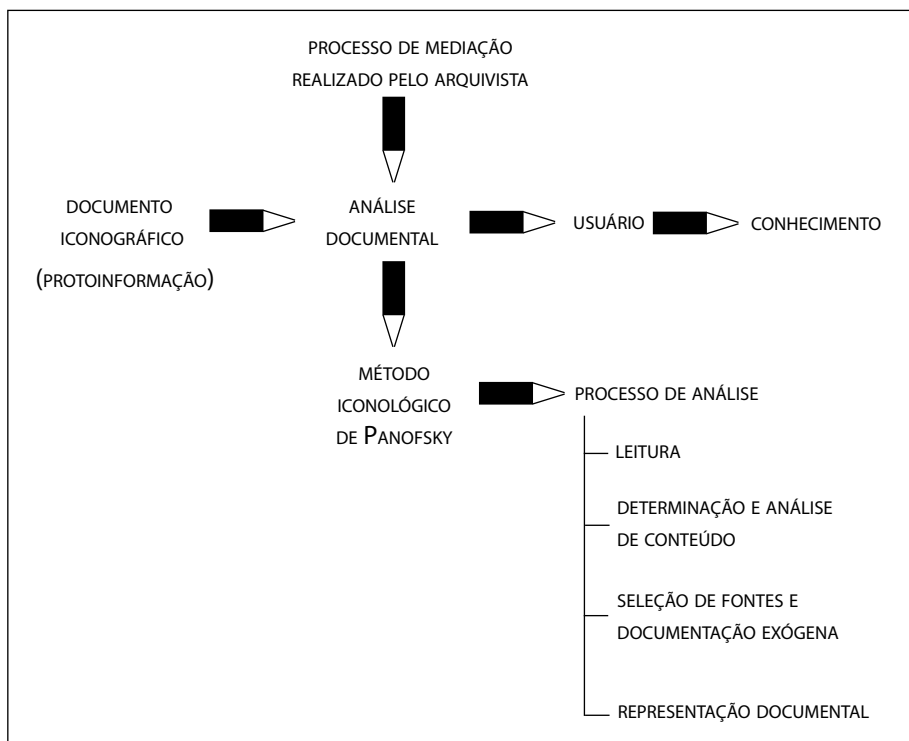 PROCESSO DE MEDIAÇÃO
REALIZADO PELO ARQUIVISTA
DOCUMENTO
ICONOGRÁFICO
(PROTOINFORMAÇÃO)
ANÁLISE
DOCUMENTAL
USUÁRIO
CONHECIMENTO
MÉTODO
ICONOLÓGICO
DE PANOFSKY
PROCESSO DE ANÁLISE
LEITURA
DETERMINAÇÃO E ANÁLISE
DE CONTEÚDO
SELEÇÃO DE FONTES E
DOCUMENTAÇÃO EXÓGENA
REPRESENTAÇÃO DOCUMENTAL